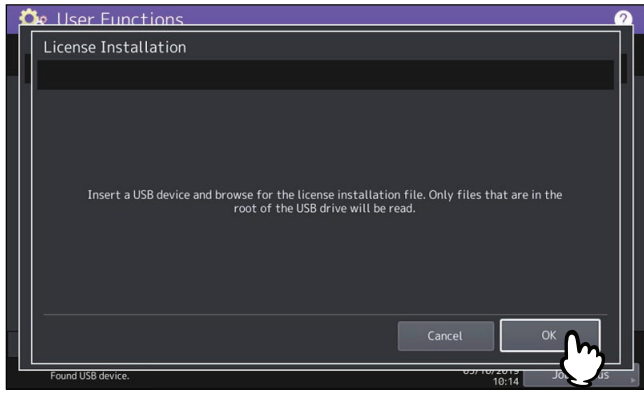 User Functions
?
License Installation
Insert a USB device and browse for the license installation file. Only files that are in the
root of the USB drive will be read.
Cancel
OK
Found USB device.
10:14